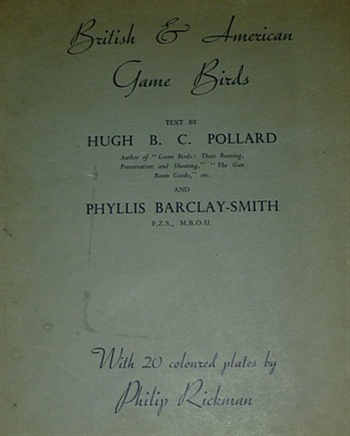 British & American
Game Birds
TEXT BY
HUGH B. C. POLLARD
Author of "Game Birds: Their Rearing,
Preservation and Shooting," "The Gun
Room Guide," etc.
AND
PHYLLIS BARCLAY-SMITH
F.Z.S., M.B.O.U.
With 20 coloured plates by
Philip Rickman